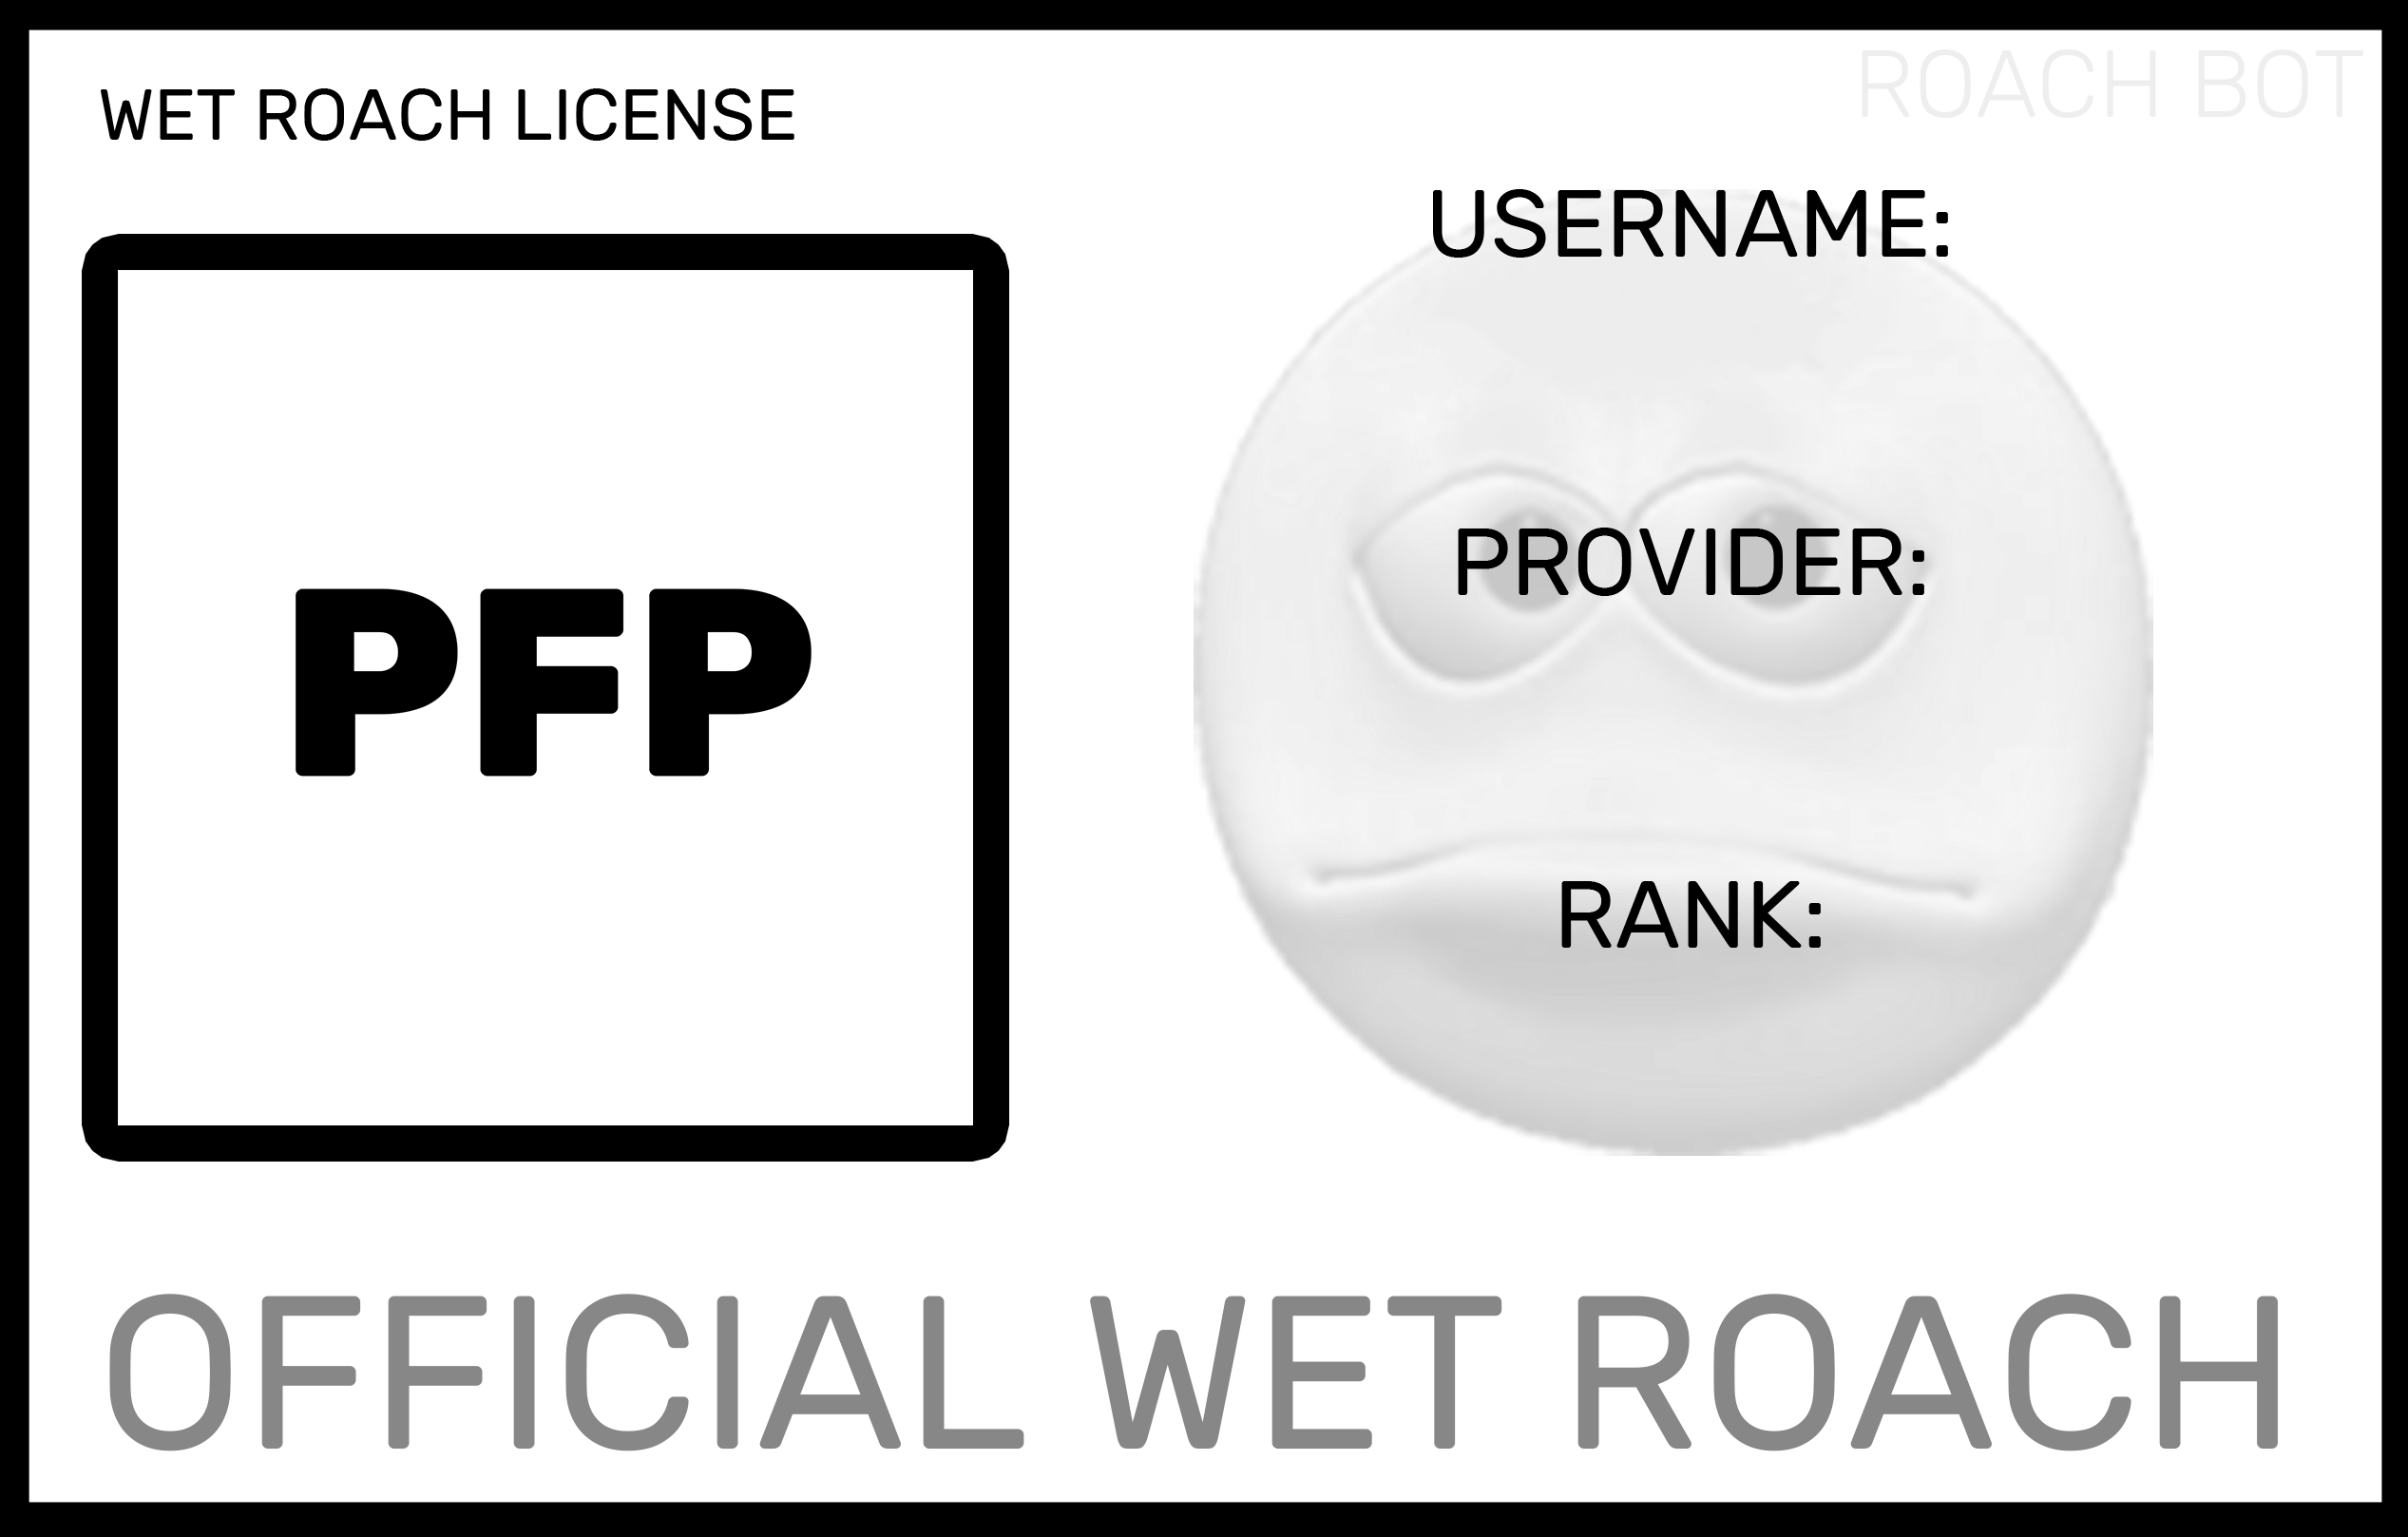 ROACH BOT
WET ROACH LICENSE
USERNAME:
PROVIDER:
PFP
RANK:
OFFICIAL WET ROACH